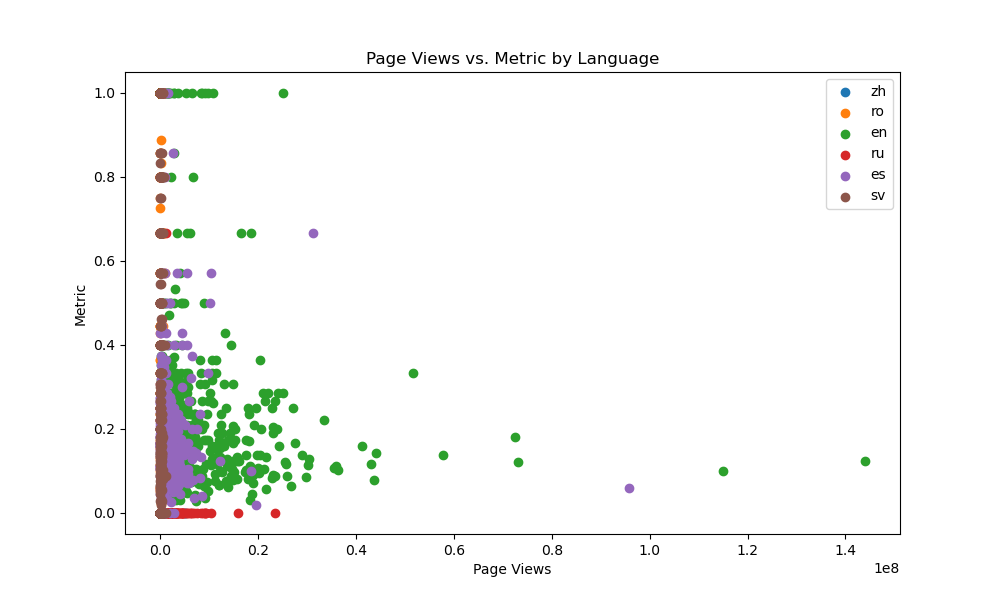 Page Views vs. Metric by Language
1.0
0.8
0.6
0.4
0.2
0.0
Metric
zh
ro
en
ru
es
sv
0.0 0.2 0.4 0.6 0.8 1.0 1.2 1.4
1e8
Page Views